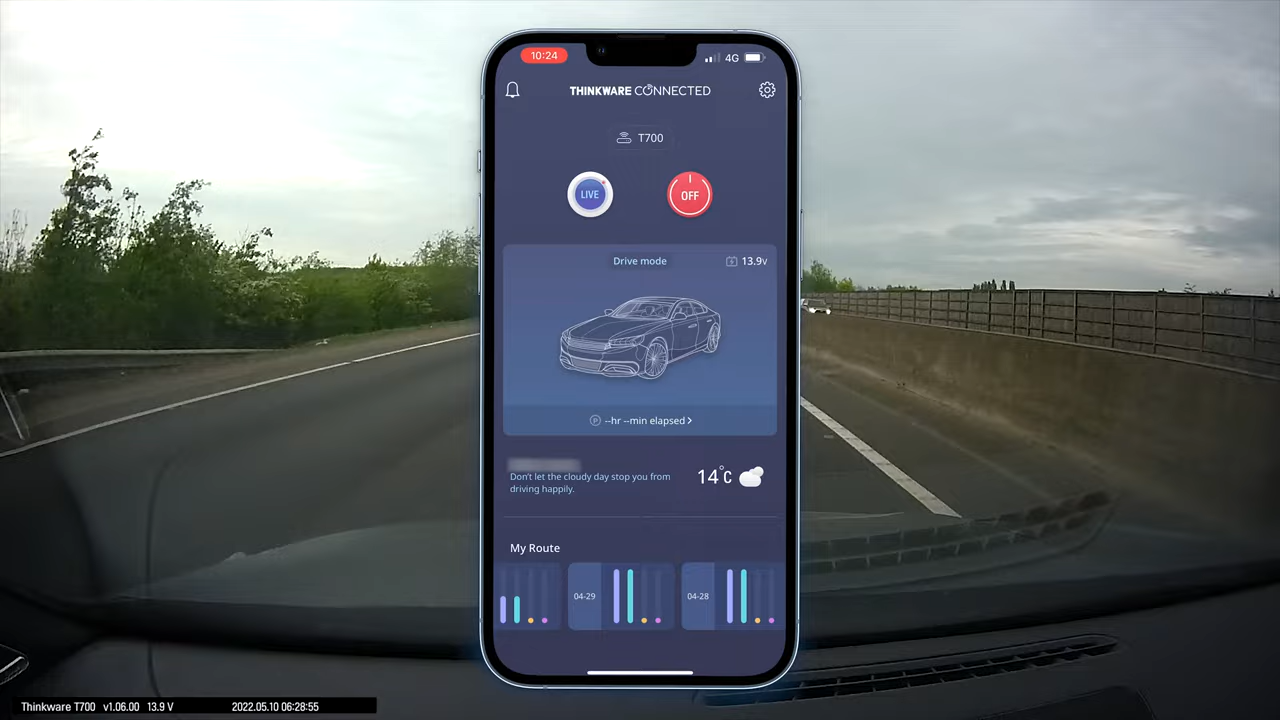 10:24
4G
THINKWARE CONNECTED
T700
LIVE
OFF
Drive mode
13.9v
P --hr --min elapsed >
Don't let the cloudy day stop you from
driving happily.
14°C
My Route
04-29
04-28
Thinkware T700 v1.06.00 13.9 V 2022.05.10 06:28:55